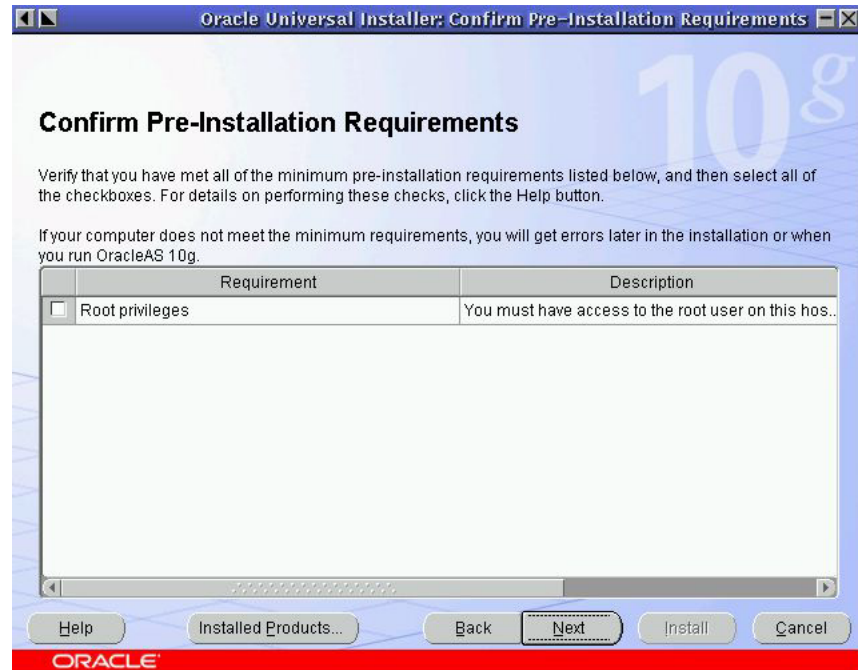 Oracle Universal Installer: Confirm Pre-Installation Requirements
10g
Confirm Pre-Installation Requirements
Verify that you have met all of the minimum pre-installation requirements listed below, and then select all of
the checkboxes. For details on performing these checks, click the Help button.
If your computer does not meet the minimum requirements, you will get errors later in the installation or when
you run OracleAS 10g.
Requirement Description
Root privileges You must have access to the root user on this hos..
Help Installed Products... Back Next Install Cancel
ORACLE